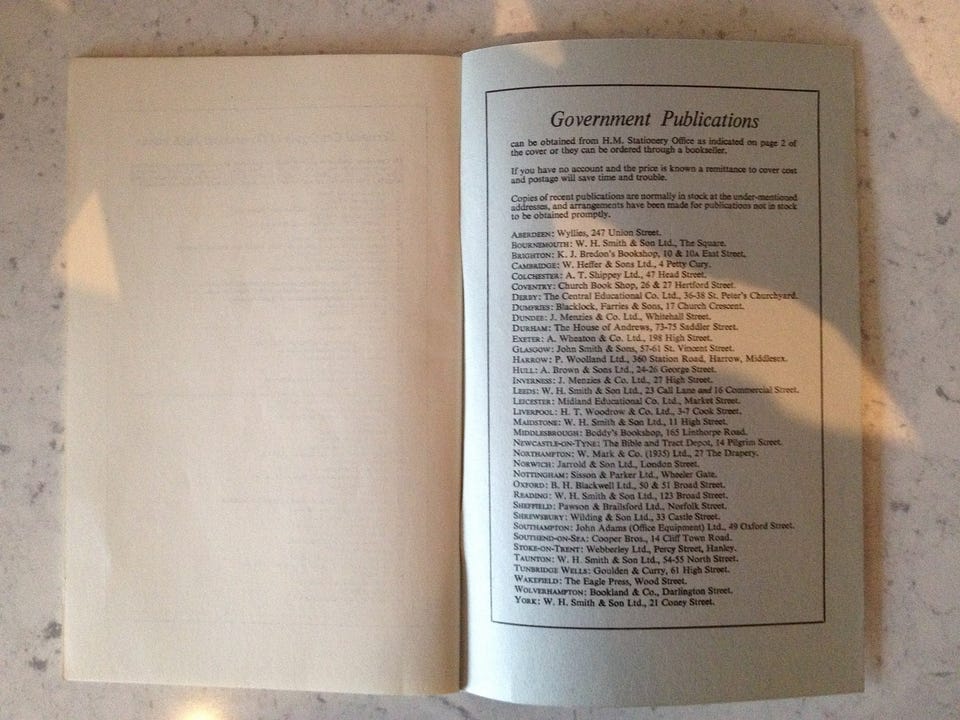 Government Publications
can be obtained from H.M. Stationery Office as indicated on page 2 of
the cover or they can be ordered through a bookseller.
If you have no account and the price is known a remittance to cover cost
and postage will save time and trouble.
Copies of recent publications are normally in stock at the under-mentioned
addresses, and arrangements have been made for publications not in stock
to be obtained promptly.
ABERDEEN: Wyllies, 247 Union Street.
BOURNEMOUTH: W. H. Smith & Son Ltd., The Square.
BRIGHTON: K. J. Bredon's Bookshop, 10 & 10A East Street.
CAMBRIDGE: W. Heffer & Sons Ltd., 4 Petty Cury.
COLCHESTER: A. T. Shippey Ltd., 47 Head Street.
COVENTRY: Church Book Shop, 26 & 27 Hertford Street.
DERBY: The Central Educational Co. Ltd., 36-38 St. Peter's Churchyard.
DUMFRIES: Blacklock, Farries & Sons, 17 Church Crescent.
DUNDEE: J. Menzies & Co. Ltd., Whitehall Street.
DURHAM: The House of Andrews, 73-75 Saddler Street.
EXETER: A. Wheaton & Co. Ltd., 198 High Street.
GLASGOW: John Smith & Sons, 57-61 St. Vincent Street.
HARROW: P. Woolland Ltd., 360 Station Road, Harrow, Middlesex.
HULL: A. Brown & Sons Ltd., 24-26 George Street.
INVERNESS: J. Menzies & Co. Ltd., 27 High Street.
LEEDS: W. H. Smith & Son Ltd., 23 Call Lane and 16 Commercial Street.
LEICESTER: Midland Educational Co. Ltd., Market Street.
LIVERPOOL: H. T. Woodrow & Co. Ltd., 3-7 Cook Street.
MAIDSTONE: W. H. Smith & Son Ltd., 11 High Street.
MIDDLESBROUGH: Boddy's Bookshop, 165 Linthorpe Road.
NEWCASTLE-ON-TYNE: The Bible and Tract Depot, 14 Pilgrim Street.
NORTHAMPTON: W. Mark & Co. (1935) Ltd., 27 The Drapery.
NORWICH: Jarrold & Son Ltd., London Street.
NOTTINGHAM: Sisson & Parker Ltd., Wheeler Gate.
OXFORD: B. H. Blackwell Ltd., 50 & 51 Broad Street.
READING: W. H. Smith & Son Ltd., 123 Broad Street.
SHEFFIELD: Pawson & Brailsford Ltd., Norfolk Street.
SHREWSBURY: Wilding & Son Ltd., 33 Castle Street.
SOUTHAMPTON: John Adams (Office Equipment) Ltd., 49 Oxford Street.
SOUTHEND-ON-SEA: Cooper Bros., 14 Cliff Town Road.
STOKE-ON-TRENT: Webberley Ltd., Percy Street, Hanley.
TAUNTON: W. H. Smith & Son Ltd., 54-55 North Street.
TUNBRIDGE WELLS: Goulden & Curry, 61 High Street.
WAKEFIELD: The Eagle Press, Wood Street.
WOLVERHAMPTON: Bookland & Co., Darlington Street.
YORK: W. H. Smith & Son Ltd., 21 Coney Street.